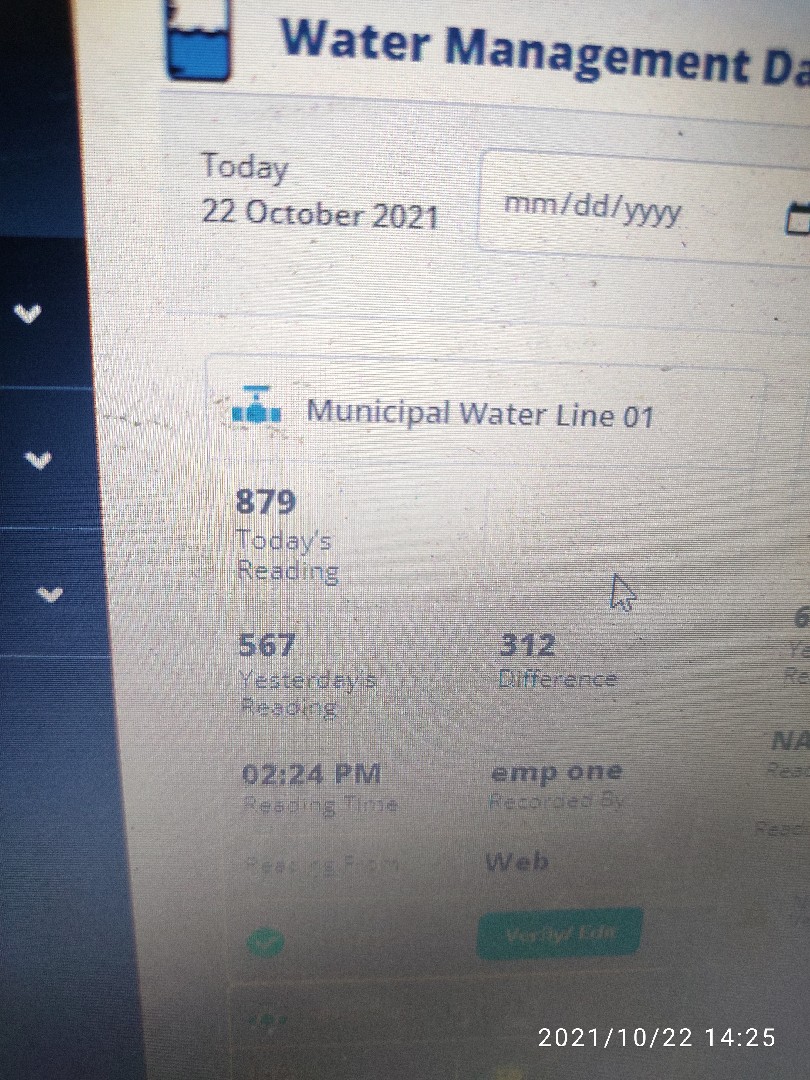 Water Management Da
Today
22 October 2021
mm/dd/yyyy
Municipal Water Line 01
879
Today's
Reading
567
Yesterday's
Reading
312
Difference
6
Ye
Re
02:24 PM
Reading Time
emp one
Recorded By
NA
Read
Read
Reading From
Web
Verify/ Edit
2021/10/22 14:25